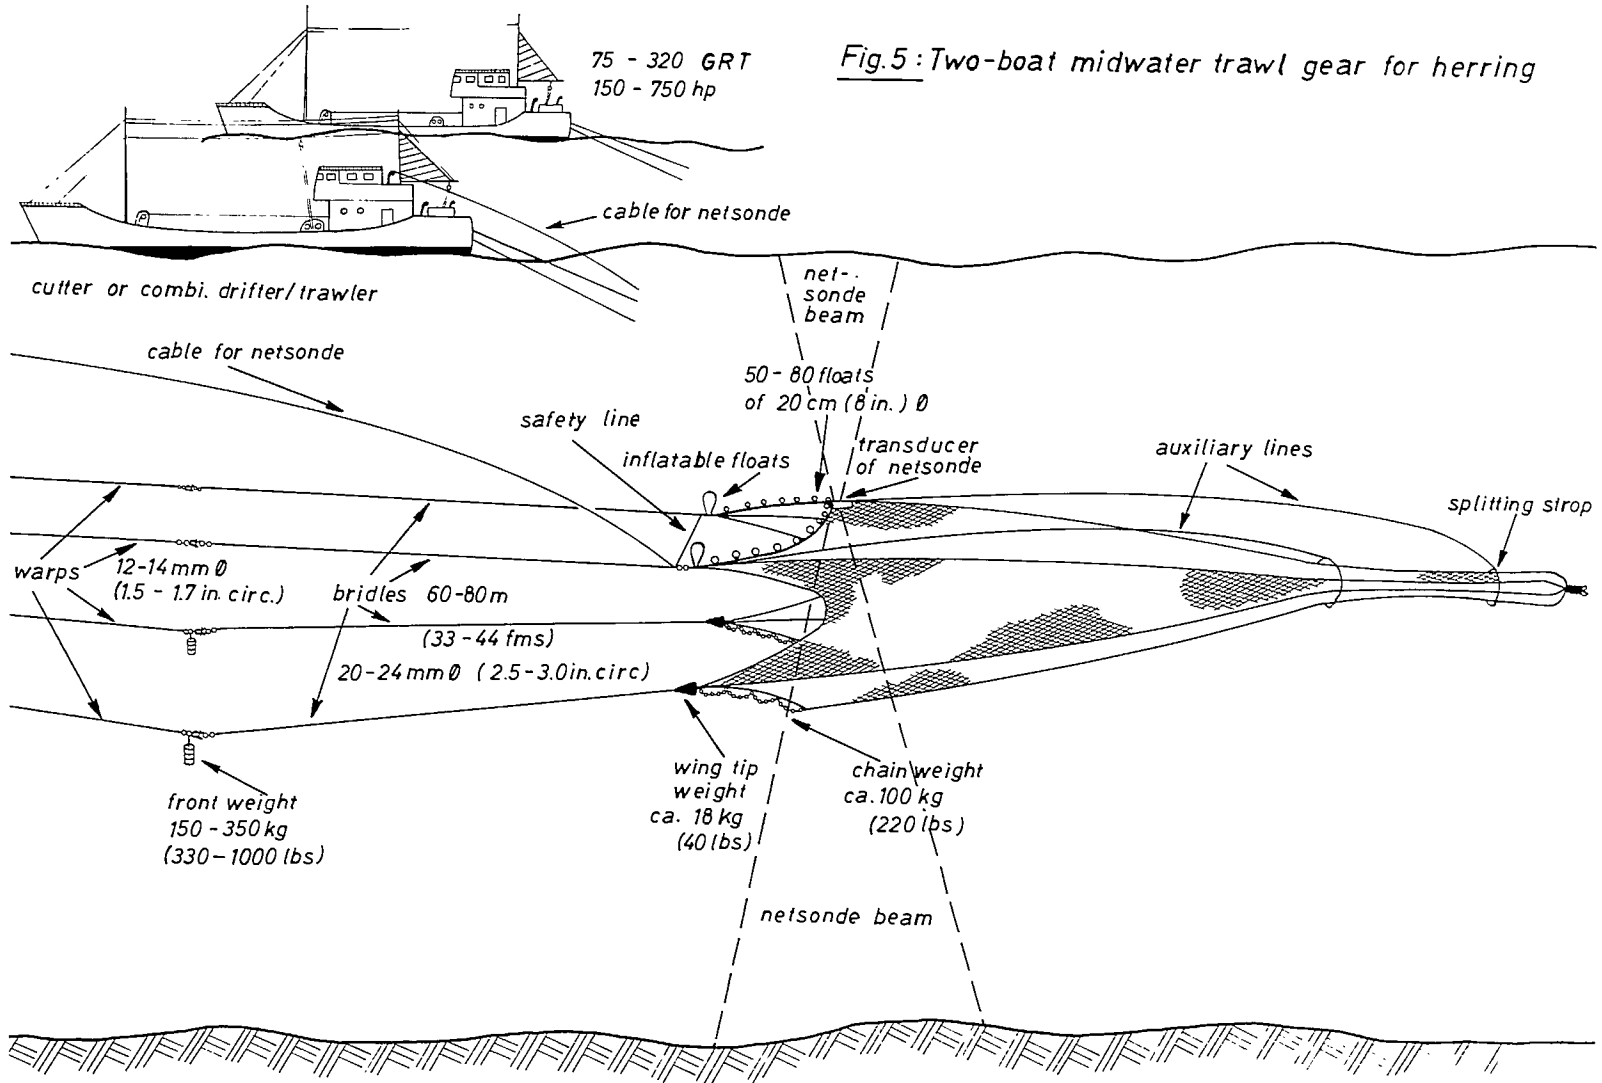 75 - 320 GRT
150 - 750 hp
Fig. 5 : Two-boat midwater trawl gear for herring
cable for netsonde
cutter or combi. drifter/trawler
net-
sonde
beam
cable for netsonde
50 - 80 floats
of 20 cm (8 in.) Ø
safety line
inflatable floats
transducer
of netsonde
auxiliary lines
splitting strop
warps
12-14 mm Ø
(1.5 - 1.7 in. circ.)
bridles 60-80 m
(33 - 44 fms)
20-24 mm Ø (2.5-3.0 in. circ)
front weight
150 - 350 kg
(330 - 1000 lbs)
wing tip
weight
ca. 18 kg
(40 lbs)
chain weight
ca. 100 kg
(220 lbs)
netsonde beam